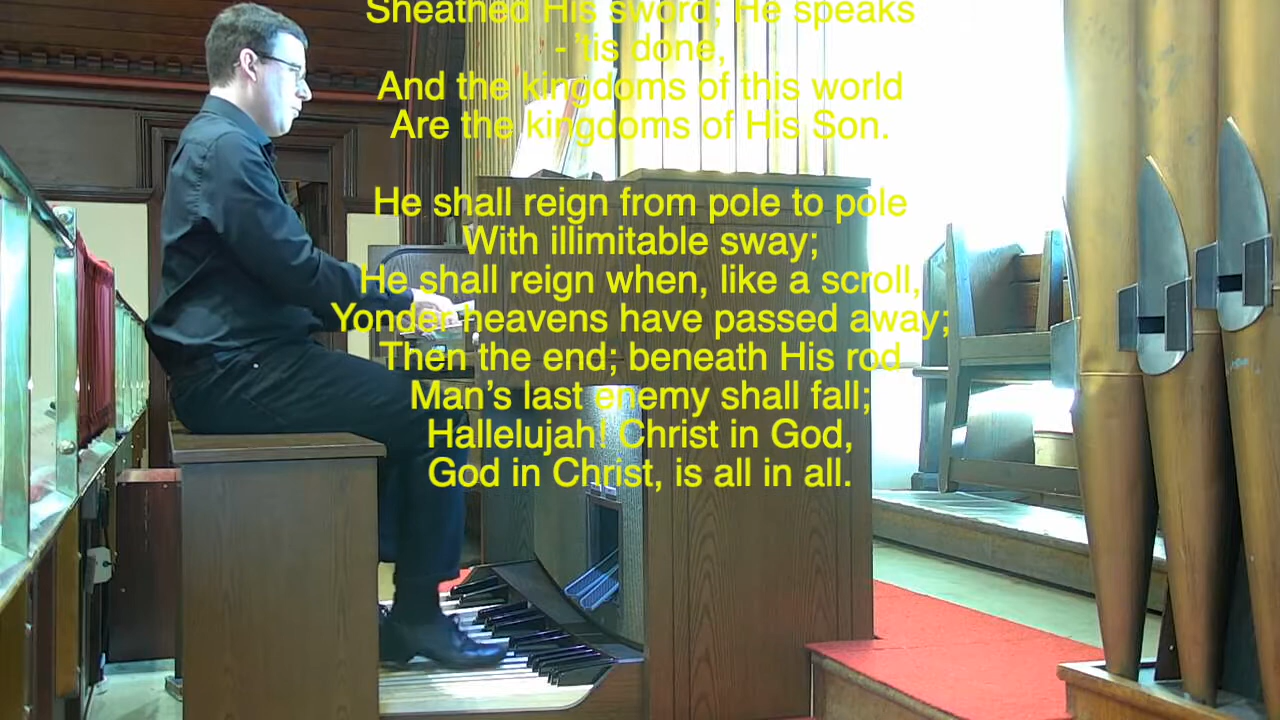 Sheathed His sword; He speaks
- ’tis done,
And the kingdoms of this world
Are the kingdoms of His Son.
He shall reign from pole to pole
With illimitable sway;
He shall reign when, like a scroll,
Yonder heavens have passed away;
Then the end; beneath His rod
Man’s last enemy shall fall;
Hallelujah! Christ in God,
God in Christ, is all in all.